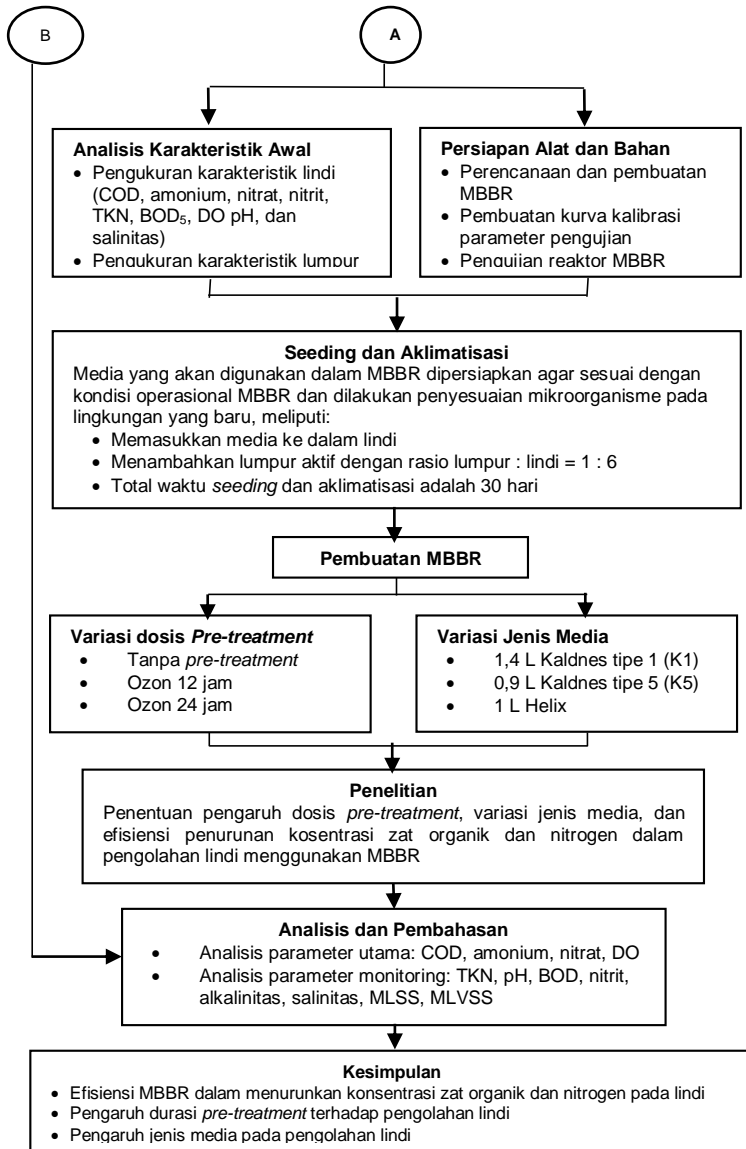 B
A
Analisis Karakteristik Awal
• Pengukuran karakteristik lindi
(COD, amonium, nitrat, nitrit,
TKN, BOD₅, DO pH, dan
salinitas)
• Pengukuran karakteristik lumpur
Persiapan Alat dan Bahan
• Perencanaan dan pembuatan
MBBR
• Pembuatan kurva kalibrasi
parameter pengujian
• Pengujian reaktor MBBR
Seeding dan Aklimatisasi
Media yang akan digunakan dalam MBBR dipersiapkan agar sesuai dengan
kondisi operasional MBBR dan dilakukan penyesuaian mikroorganisme pada
lingkungan yang baru, meliputi:
• Memasukkan media ke dalam lindi
• Menambahkan lumpur aktif dengan rasio lumpur : lindi = 1 : 6
• Total waktu seeding dan aklimatisasi adalah 30 hari
Pembuatan MBBR
Variasi dosis Pre-treatment
• Tanpa pre-treatment
• Ozon 12 jam
• Ozon 24 jam
Variasi Jenis Media
• 1,4 L Kaldnes tipe 1 (K1)
• 0,9 L Kaldnes tipe 5 (K5)
• 1 L Helix
Penelitian
Penentuan pengaruh dosis pre-treatment, variasi jenis media, dan
efisiensi penurunan kosentrasi zat organik dan nitrogen dalam
pengolahan lindi menggunakan MBBR
Analisis dan Pembahasan
• Analisis parameter utama: COD, amonium, nitrat, DO
• Analisis parameter monitoring: TKN, pH, BOD, nitrit,
alkalinitas, salinitas, MLSS, MLVSS
Kesimpulan
• Efisiensi MBBR dalam menurunkan konsentrasi zat organik dan nitrogen pada lindi
• Pengaruh durasi pre-treatment terhadap pengolahan lindi
• Pengaruh jenis media pada pengolahan lindi